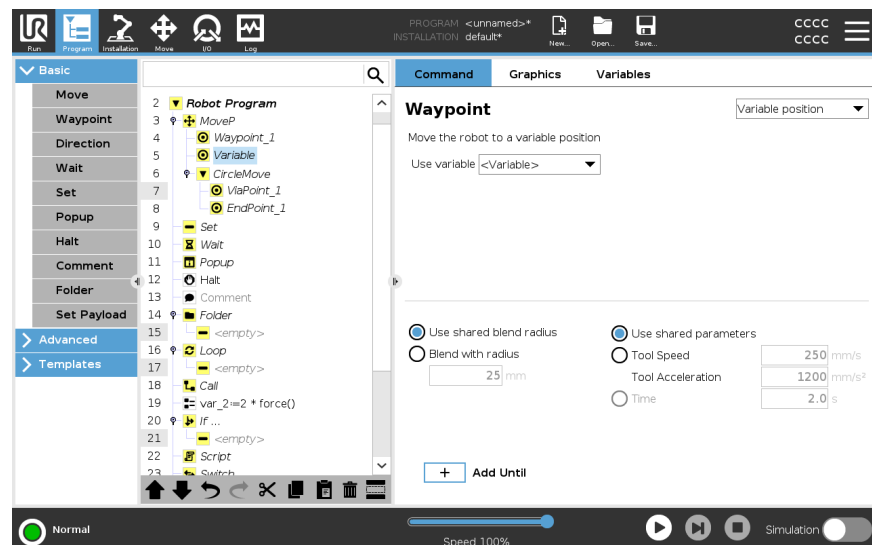 PROGRAM <unnamed>*
INSTALLATION default*
Run Program Installation Move I/O Log New... Open... Save... CCCC
CCCC
Basic
Move
Waypoint
Direction
Wait
Set
Popup
Halt
Comment
Folder
Set Payload
Advanced
Templates
2 Robot Program
3 MoveP
4 Waypoint_1
5 Variable
6 CircleMove
7 ViaPoint_1
8 EndPoint_1
9 Set
10 Wait
11 Popup
12 Halt
13 Comment
14 Folder
15 <empty>
16 Loop
17 <empty>
18 Call
19 var_2:=2 * force()
20 If ...
21 <empty>
22 Script
23 Switch
Command Graphics Variables
Waypoint Variable position
Move the robot to a variable position
Use variable <Variable>
Use shared blend radius
Blend with radius
25 mm
Use shared parameters
Tool Speed 250 mm/s
Tool Acceleration 1200 mm/s²
Time 2.0 s
+ Add Until
Normal
Speed 100%
Simulation